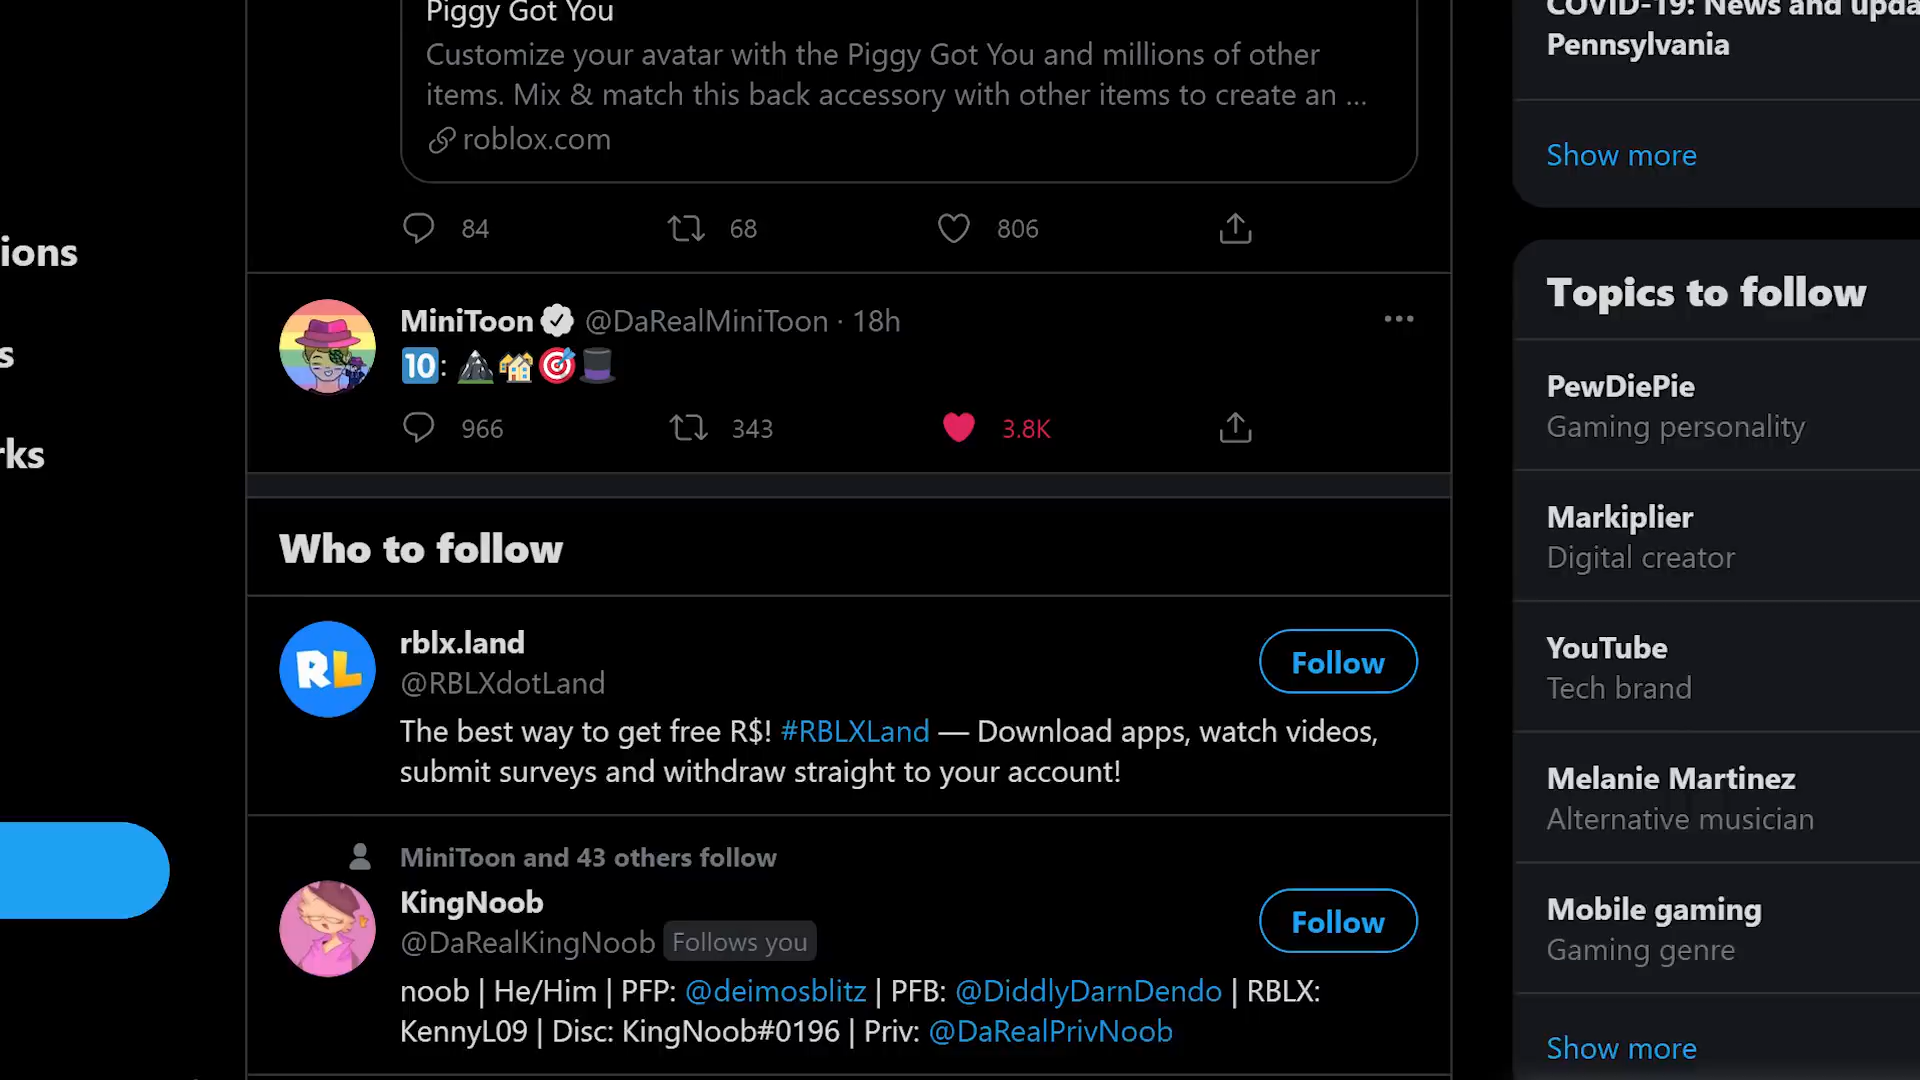 Piggy Got You
Customize your avatar with the Piggy Got You and millions of other
items. Mix & match this back accessory with other items to create an ...
roblox.com
84 68 806
MiniToon @DaRealMiniToon · 18h
🔟: ⛰🏘🎯🎩
966 343 3.8K
Who to follow
RL
rblx.land
@RBLXdotLand
Follow
The best way to get free R$! #RBLXLand — Download apps, watch videos,
submit surveys and withdraw straight to your account!
MiniToon and 43 others follow
KingNoob
@DaRealKingNoob Follows you
Follow
noob | He/Him | PFP: @deimosblitz | PFB: @DiddlyDarnDendo | RBLX:
KennyL09 | Disc: KingNoob#0196 | Priv: @DaRealPrivNoob
ions
s
rks
COVID-19: News and upda
Pennsylvania
Show more
Topics to follow
PewDiePie
Gaming personality
Markiplier
Digital creator
YouTube
Tech brand
Melanie Martinez
Alternative musician
Mobile gaming
Gaming genre
Show more